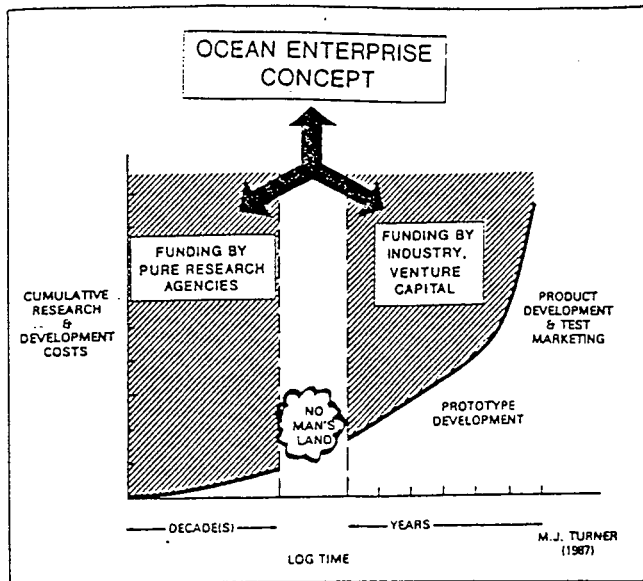 OCEAN ENTERPRISE
CONCEPT
FUNDING BY
PURE RESEARCH
AGENCIES
FUNDING BY
INDUSTRY,
VENTURE
CAPITAL
CUMULATIVE
RESEARCH
&
DEVELOPMENT
COSTS
PRODUCT
DEVELOPMENT
& TEST
MARKETING
NO
MAN'S
LAND
PROTOTYPE
DEVELOPMENT
DECADE(S)
YEARS
LOG TIME
M.J. TURNER
(1987)